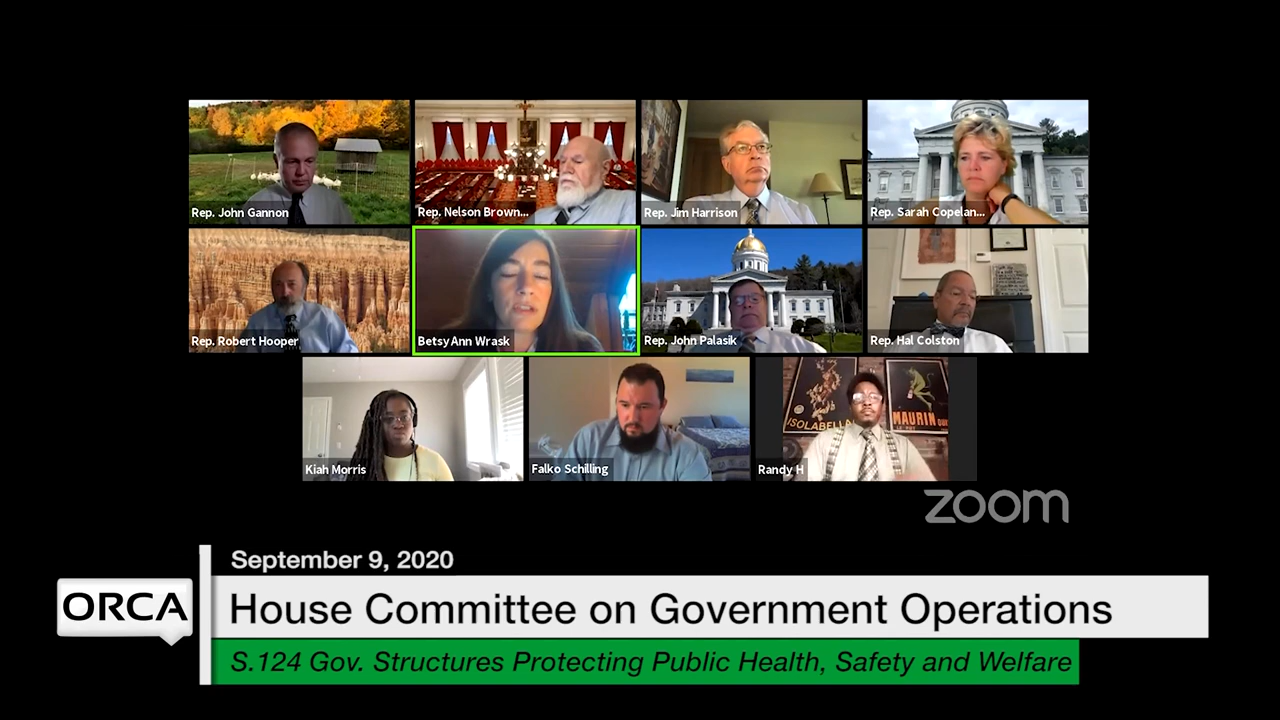 Rep. John Gannon
Rep. Nelson Brown...
Rep. Jim Harrison
Rep. Sarah Copelan...
Rep. Robert Hooper
Betsy Ann Wrask
Rep. John Palasik
Rep. Hal Colston
ISOLABELLA
MAURIN
Kiah Morris
Falko Schilling
Randy H
zoom
September 9, 2020
ORCA
House Committee on Government Operations
S.124 Gov. Structures Protecting Public Health, Safety and Welfare